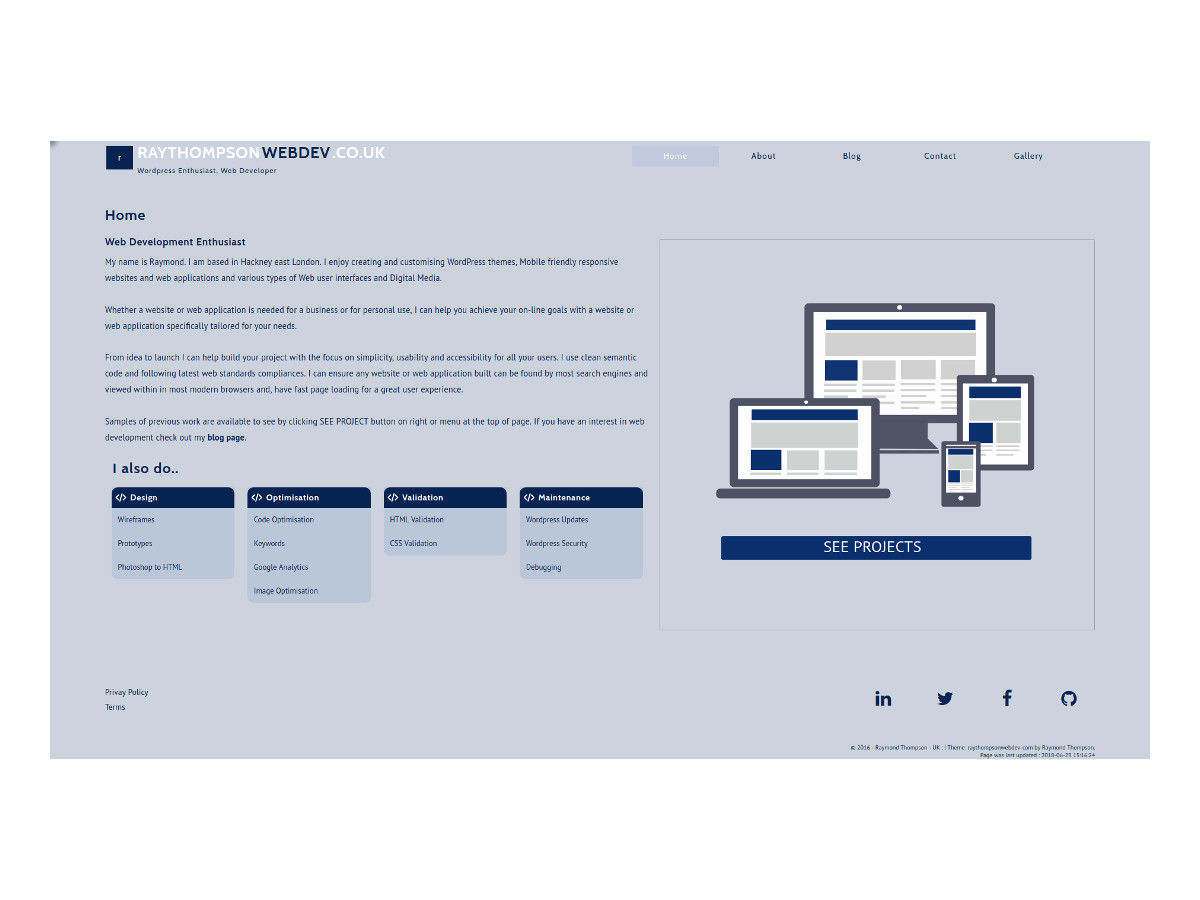 r
RAYTHOMPSONWEBDEV.CO.UK
Wordpress Enthusiast, Web Developer
Home
About
Blog
Contact
Gallery
Home
Web Development Enthusiast
My name is Raymond. I am based in Hackney east London. I enjoy creating and customising WordPress themes, Mobile friendly responsive
websites and web applications and various types of Web user interfaces and Digital Media.
Whether a website or web application is needed for a business or for personal use, I can help you achieve your on-line goals with a website or
web application specifically tailored for your needs.
From idea to launch I can help build your project with the focus on simplicity, usability and accessibility for all your users. I use clean semantic
code and following latest web standards compliances. I can ensure any website or web application built can be found by most search engines and
viewed within in most modern browsers and, have fast page loading for a great user experience.
Samples of previous work are available to see by clicking SEE PROJECT button on right or menu at the top of page. If you have an interest in web
development check out my blog page.
I also do..
</> Design
Wireframes
Prototypes
Photoshop to HTML
</> Optimisation
Code Optimisation
Keywords
Google Analytics
Image Optimisation
</> Validation
HTML Validation
CSS Validation
</> Maintenance
Wordpress Updates
Wordpress Security
Debugging
SEE PROJECTS
Privay Policy
Terms
in
f
© 2016 - Raymond Thompson - UK : | Theme: raythompsonwebdev-com by Raymond Thompson.
Page was last updated : 2018-06-29 15:16:24